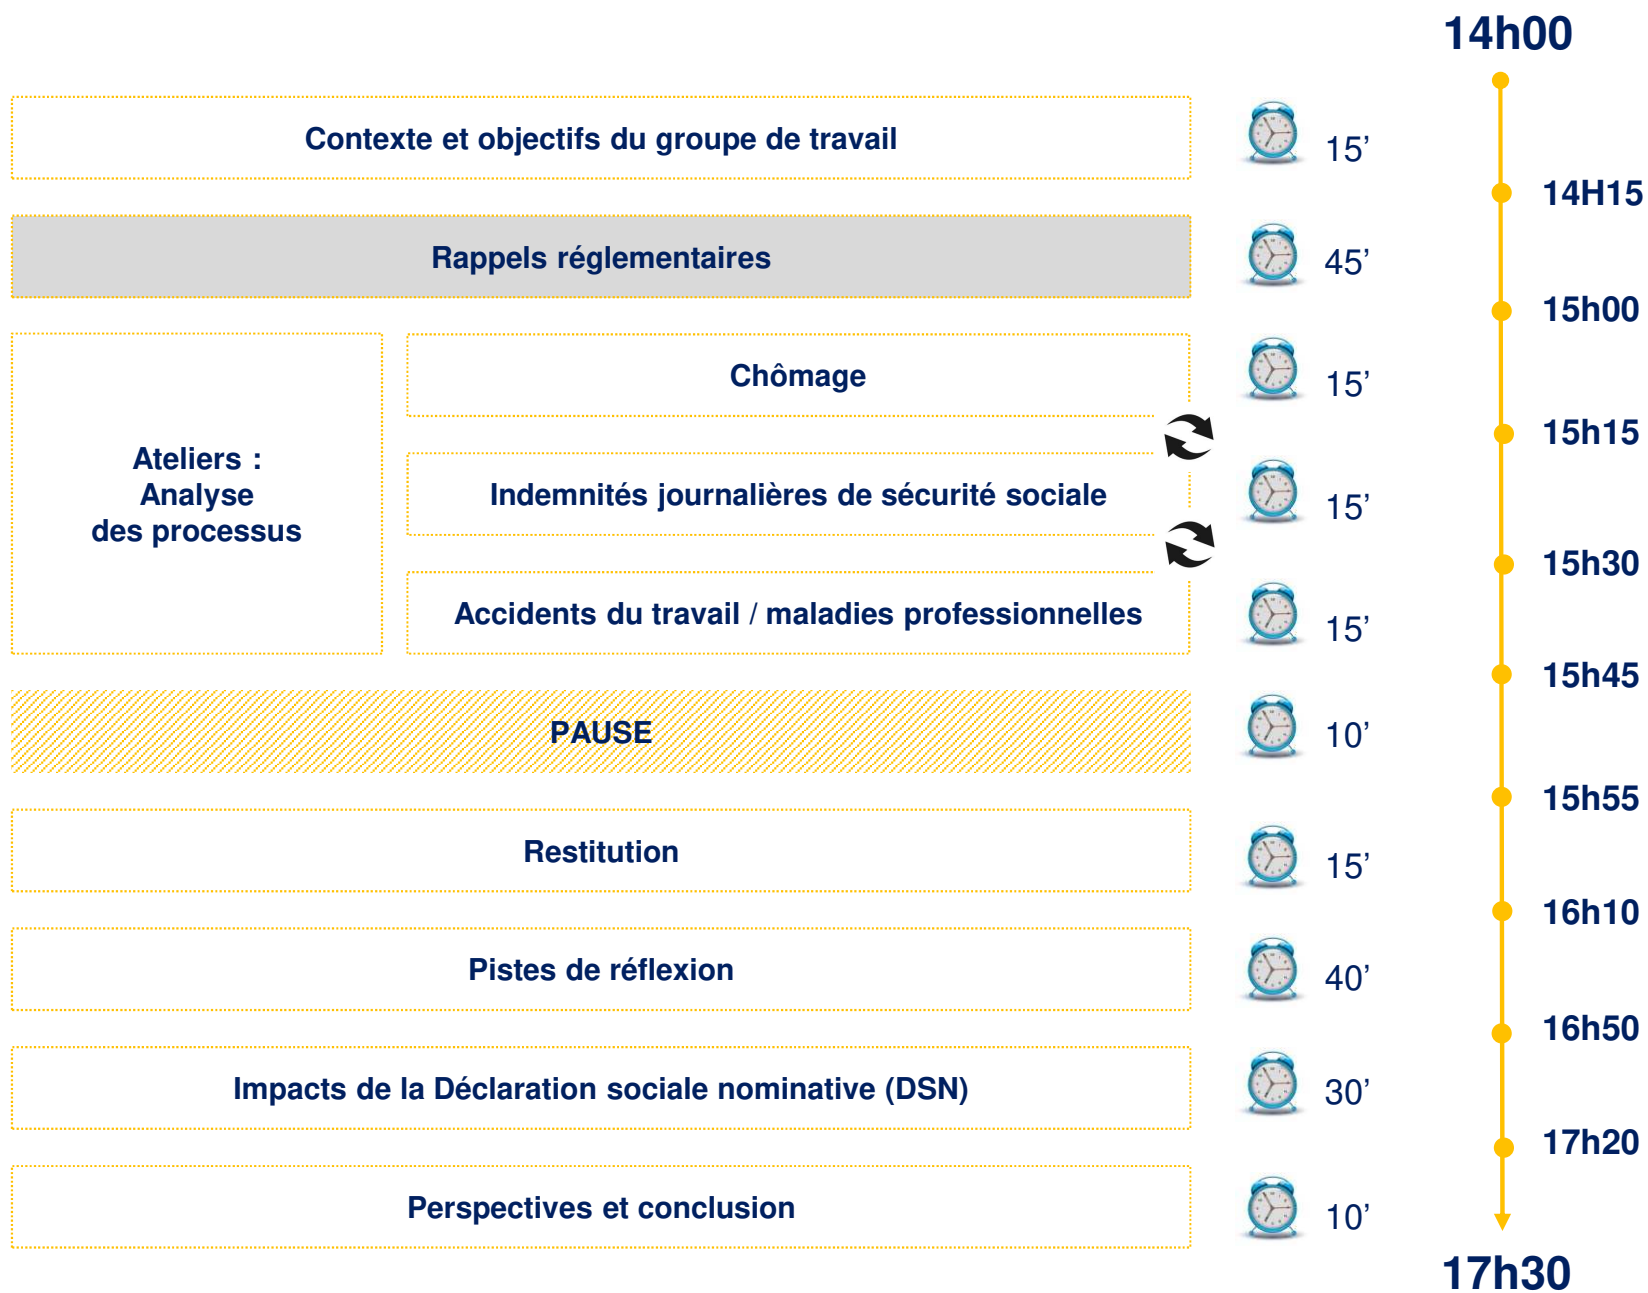 14h00
Contexte et objectifs du groupe de travail
15’
14H15
Rappels réglementaires
45’
15h00
Ateliers :
Analyse
des processus
Chômage
15’
15h15
Indemnités journalières de sécurité sociale
15’
15h30
Accidents du travail / maladies professionnelles
15’
15h45
PAUSE
10’
15h55
Restitution
15’
16h10
Pistes de réflexion
40’
16h50
Impacts de la Déclaration sociale nominative (DSN)
30’
17h20
Perspectives et conclusion
10’
17h30